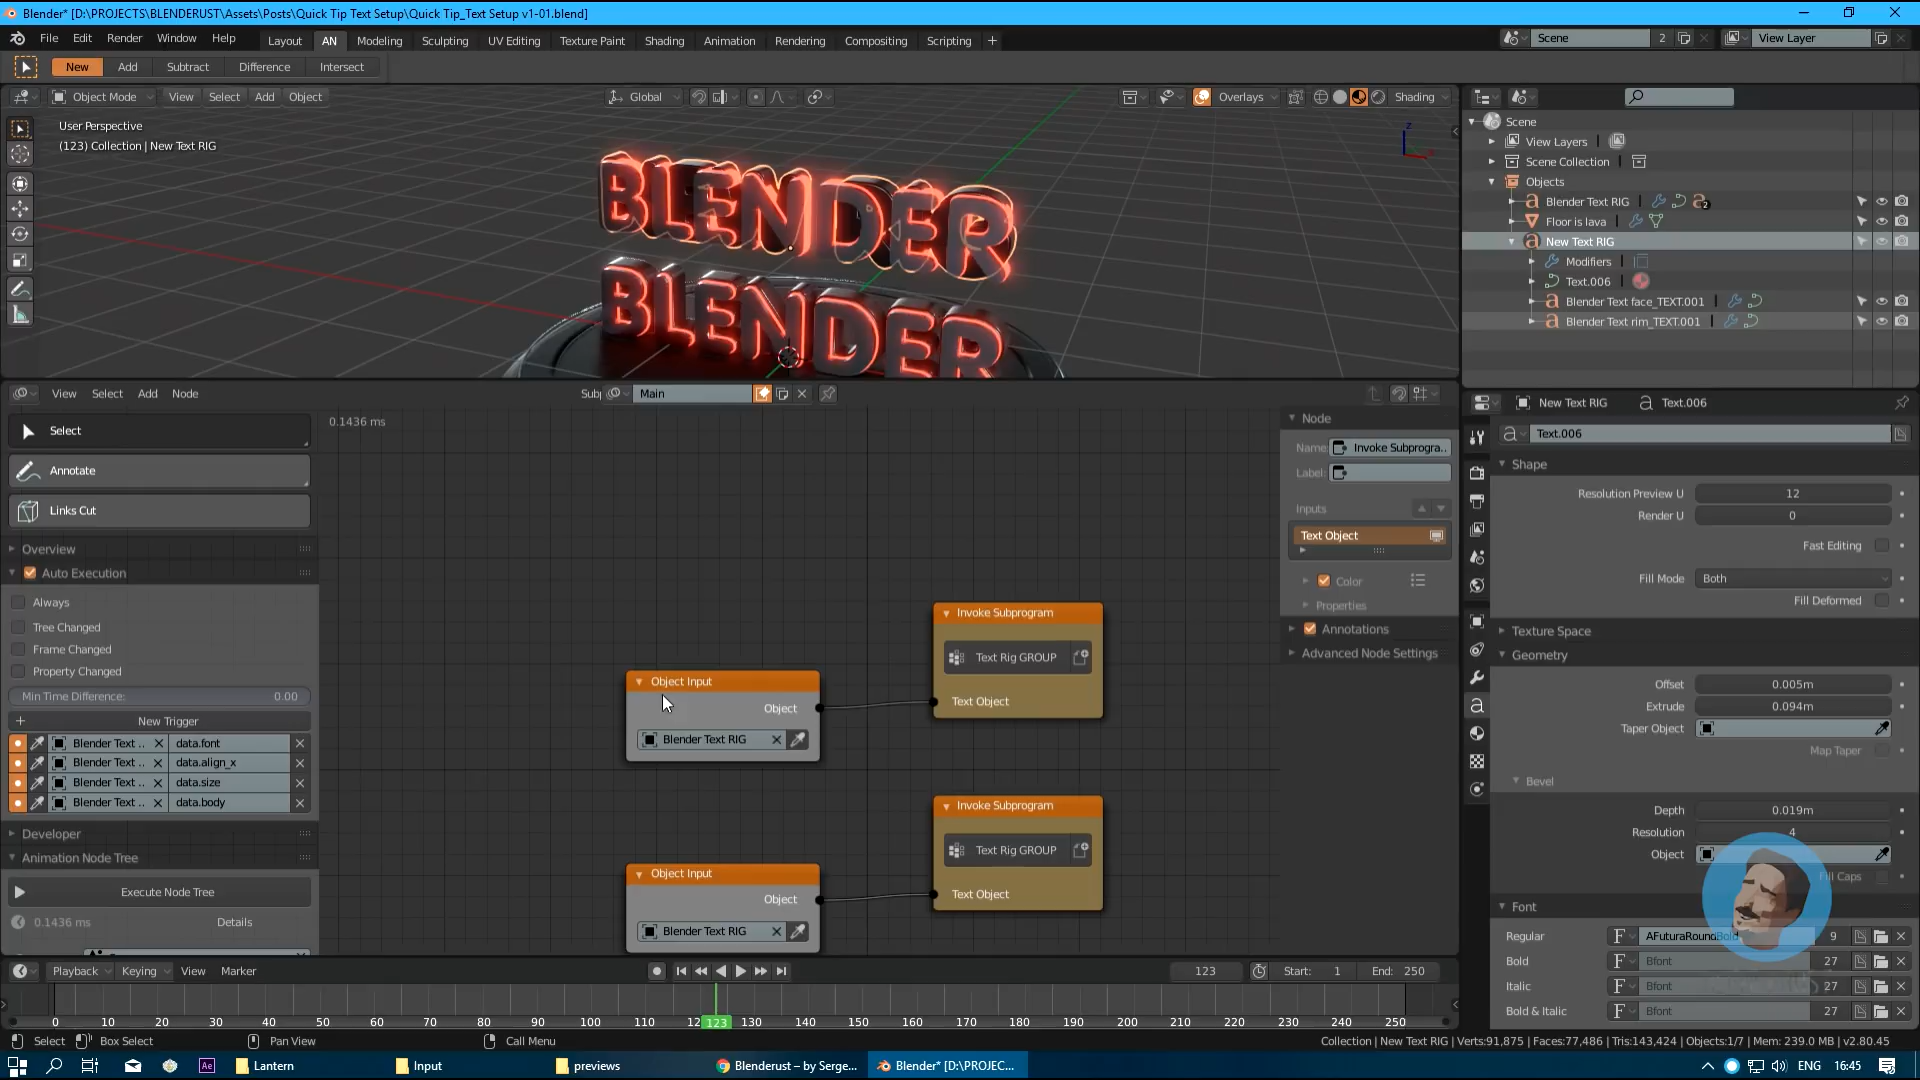 Blender* [D:\PROJECTS\BLENDERUST\Assets\Posts\Quick Tip Text Setup\Quick Tip_Text Setup v1-01.blend]
File Edit Render Window Help Layout AN Modeling Sculpting UV Editing Texture Paint Shading Animation Rendering Compositing Scripting + Scene 2 View Layer
New Add Subtract Difference Intersect
Object Mode View Select Add Object Global Overlays Shading
User Perspective
(123) Collection | New Text RIG
BLENDER
BLENDER
Scene
View Layers
Scene Collection
Objects
Blender Text RIG 2
Floor is lava
New Text RIG
Modifiers
Text.006
Blender Text face_TEXT.001
Blender Text rim_TEXT.001
View Select Add Node Main
Select
Annotate
Links Cut
Overview
Auto Execution
Always
Tree Changed
Frame Changed
Property Changed
Min Time Difference: 0.00
New Trigger
Blender Text .. data.font
Blender Text .. data.align_x
Blender Text .. data.size
Blender Text .. data.body
Developer
Animation Node Tree
Execute Node Tree
0.1436 ms Details
0.1436 ms
Object Input
Object
Blender Text RIG
Invoke Subprogram
Text Rig GROUP
Text Object
Object Input
Object
Blender Text RIG
Invoke Subprogram
Text Rig GROUP
Text Object
Node
Name: Invoke Subprogra..
Label:
Inputs
Text Object
Color
Properties
Annotations
Advanced Node Settings
New Text RIG Text.006
Text.006
Shape
Resolution Preview U 12
Render U 0
Fast Editing
Fill Mode Both
Fill Deformed
Texture Space
Geometry
Offset 0.005m
Extrude 0.094m
Taper Object
Map Taper
Bevel
Depth 0.019m
Resolution 4
Object
Fill Caps
Font
Regular AFuturaRoundBold 9
Bold Bfont 27
Italic Bfont 27
Bold & Italic Bfont 27
Playback Keying View Marker 123 Start: 1 End: 250
0 10 20 30 40 50 60 70 80 90 100 110 12 123 130 140 150 160 170 180 190 200 210 220 230 240 250
Select Box Select Pan View Call Menu Collection | New Text RIG | Verts:91,875 | Faces:77,486 | Tris:143,424 | Objects:1/7 | Mem: 239.0 MB | v2.80.45
Ae Lantern Input previews Blenderust – by Serge... Blender* [D:\PROJEC... ENG 16:45